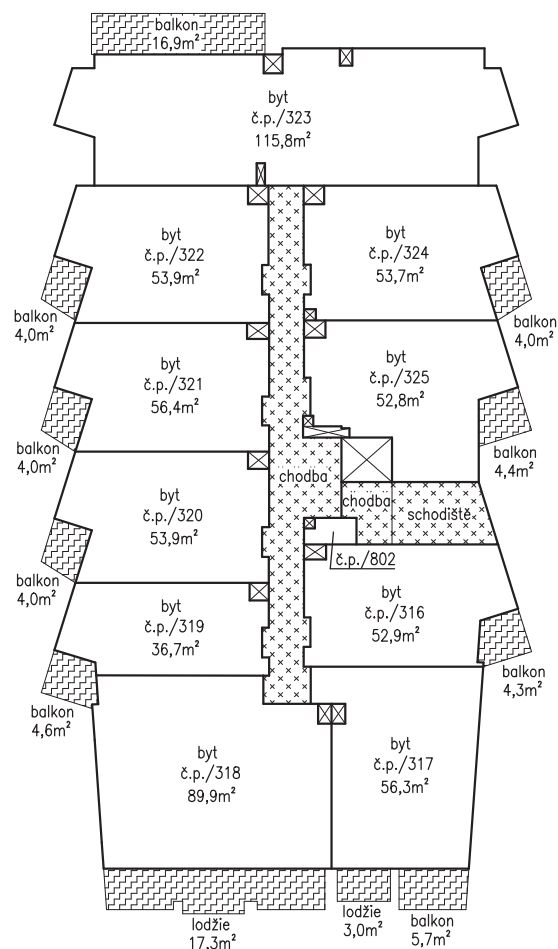 balkon
16,9m²
byt
č.p./323
115,8m²
byt
č.p./322
53,9m²
byt
č.p./324
53,7m²
balkon
4,0m²
balkon
4,0m²
byt
č.p./321
56,4m²
byt
č.p./325
52,8m²
balkon
4,0m²
balkon
4,4m²
chodba
chodba
schodiště
byt
č.p./320
53,9m²
č.p./802
balkon
4,0m²
byt
č.p./319
36,7m²
byt
č.p./316
52,9m²
balkon
4,6m²
balkon
4,3m²
byt
č.p./318
89,9m²
byt
č.p./317
56,3m²
lodžie
17,3m²
lodžie
3,0m²
balkon
5,7m²